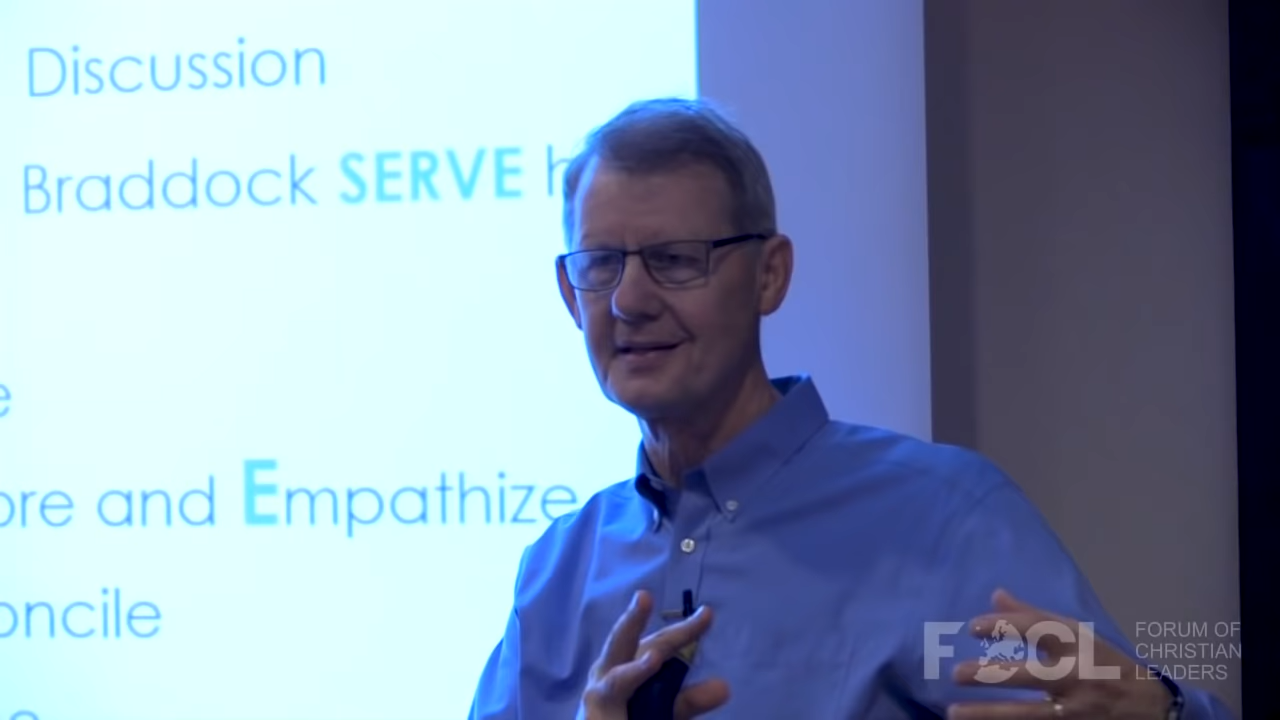 Discussion
Braddock SERVE h
e
ore and Empathize
oncile
FOCL
FORUM OF
CHRISTIAN
LEADERS